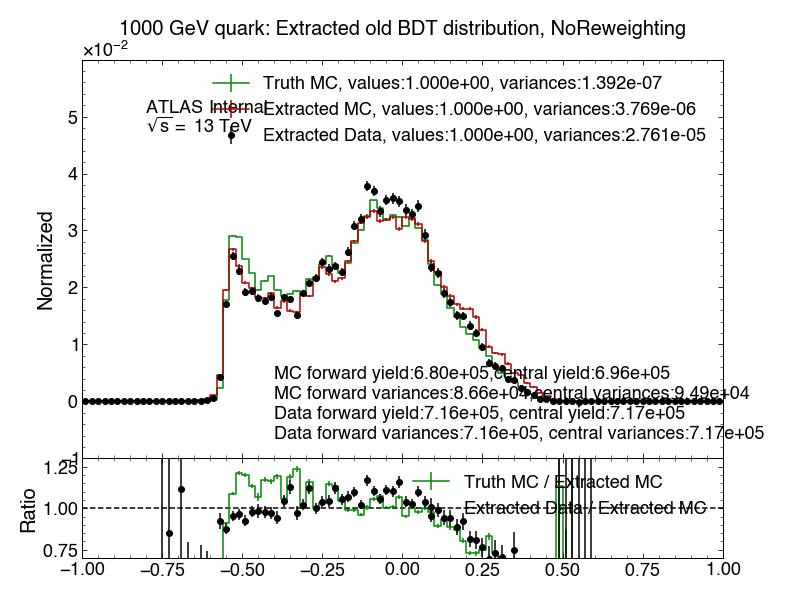 1000 GeV quark: Extracted old BDT distribution, NoReweighting
×10⁻²
Truth MC, values:1.000e+00, variances:1.392e-07
ATLAS Internal
Extracted MC, values:1.000e+00, variances:3.769e-06
√s = 13 TeV
Extracted Data, values:1.000e+00, variances:2.761e-05
5
4
3
2
1
0
−1
Normalized
MC forward yield:6.80e+05,central yield:6.96e+05
MC forward variances:8.66e+04, central variances:9.49e+04
Data forward yield:7.16e+05, central yield:7.17e+05
Data forward variances:7.16e+05, central variances:7.17e+05
1.25
1.00
0.75
Ratio
Truth MC / Extracted MC
Extracted Data / Extracted MC
−1.00 −0.75 −0.50 −0.25 0.00 0.25 0.50 0.75 1.00